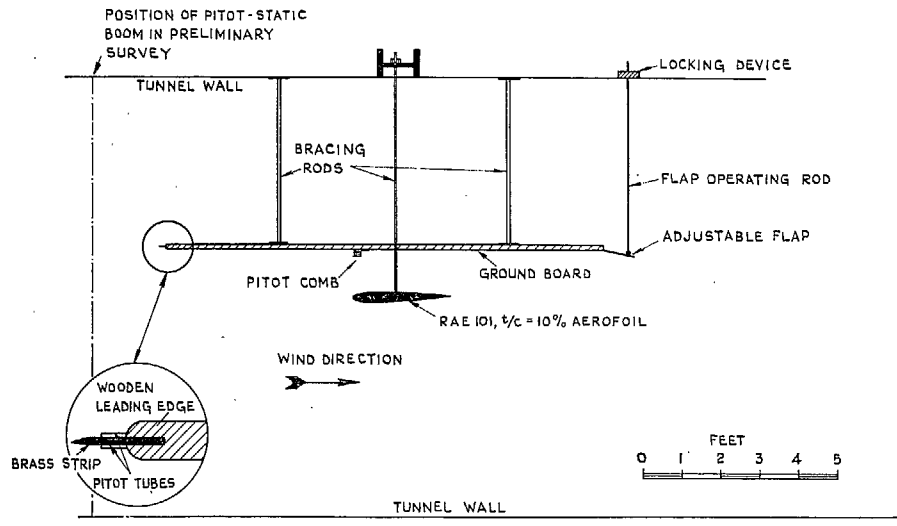 POSITION OF PITOT-STATIC
BOOM IN PRELIMINARY
SURVEY
TUNNEL WALL
LOCKING DEVICE
BRACING
RODS
FLAP OPERATING ROD
ADJUSTABLE FLAP
PITOT COMB
GROUND BOARD
RAE 101, t/c = 10% AEROFOIL
WIND DIRECTION
WOODEN
LEADING EDGE
BRASS STRIP
PITOT TUBES
FEET
0 1 2 3 4 5
TUNNEL WALL